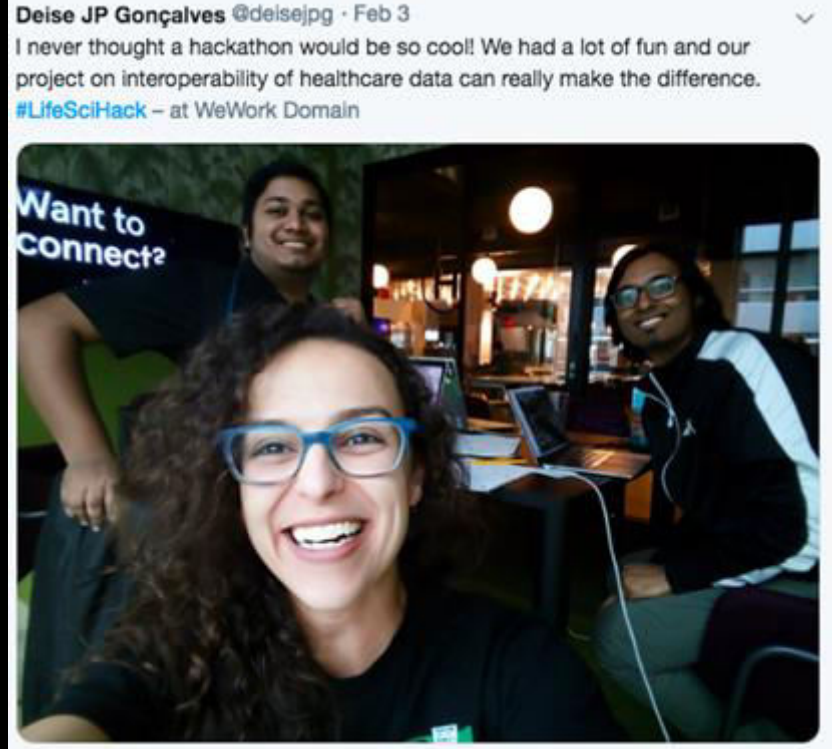 Deise JP Gonçalves @deisejpg · Feb 3
I never thought a hackathon would be so cool! We had a lot of fun and our
project on interoperability of healthcare data can really make the difference.
#LifeSciHack – at WeWork Domain
Want to
connect?